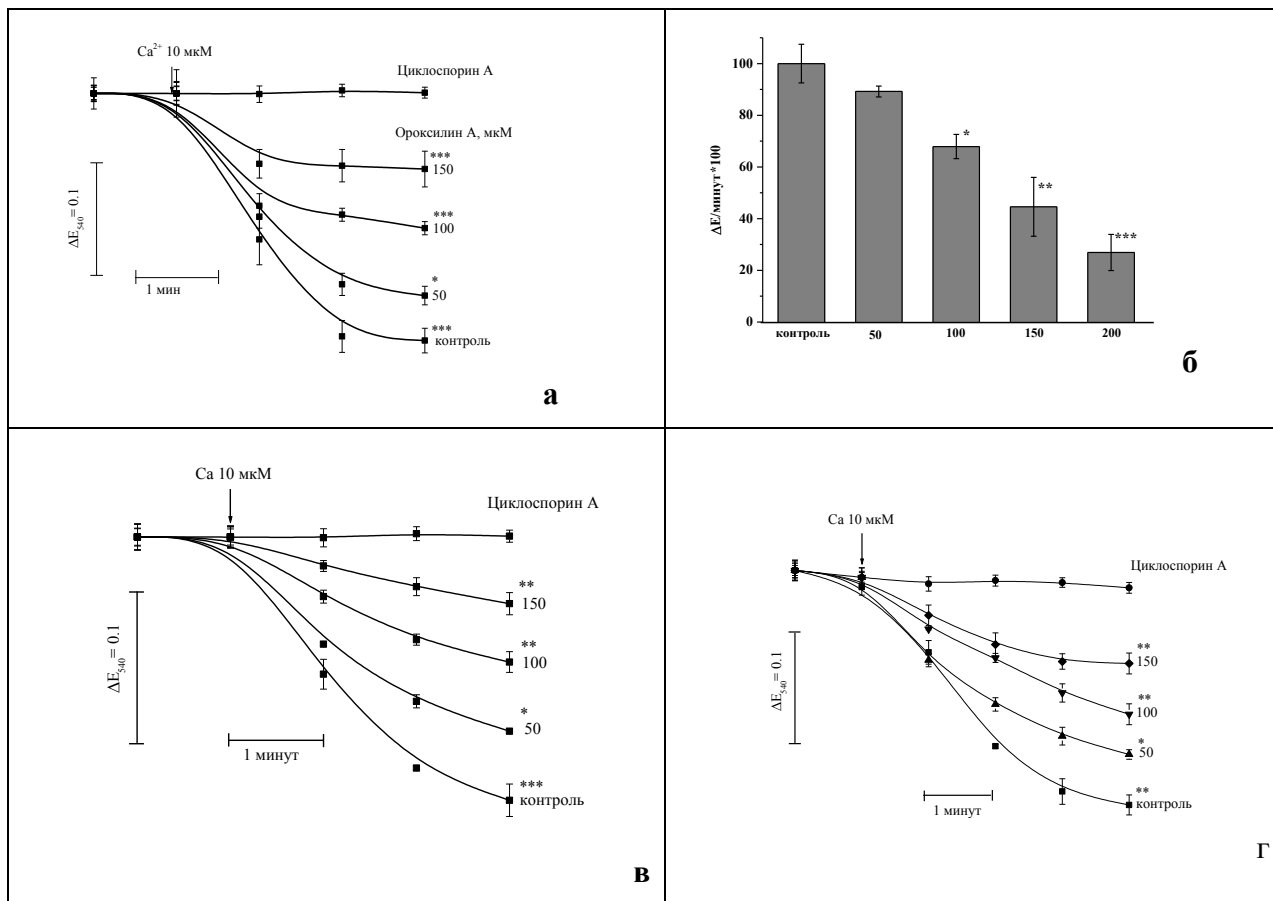 Ca²⁺ 10 мкМ
Циклоспорин А
Ороксилин А, мкМ
***
150
***
100
*
50
***
контроль
ΔE₅₄₀ = 0.1
1 мин
а
ΔE/минут*100
100
80
60
40
20
0
*
**
***
контроль
50
100
150
200
б
Ca 10 мкМ
Циклоспорин А
**
150
**
100
*
50
***
контроль
ΔE₅₄₀ = 0.1
1 минут
в
Ca 10 мкМ
Циклоспорин А
**
150
**
100
*
50
**
контроль
ΔE₅₄₀ = 0.1
1 минут
г